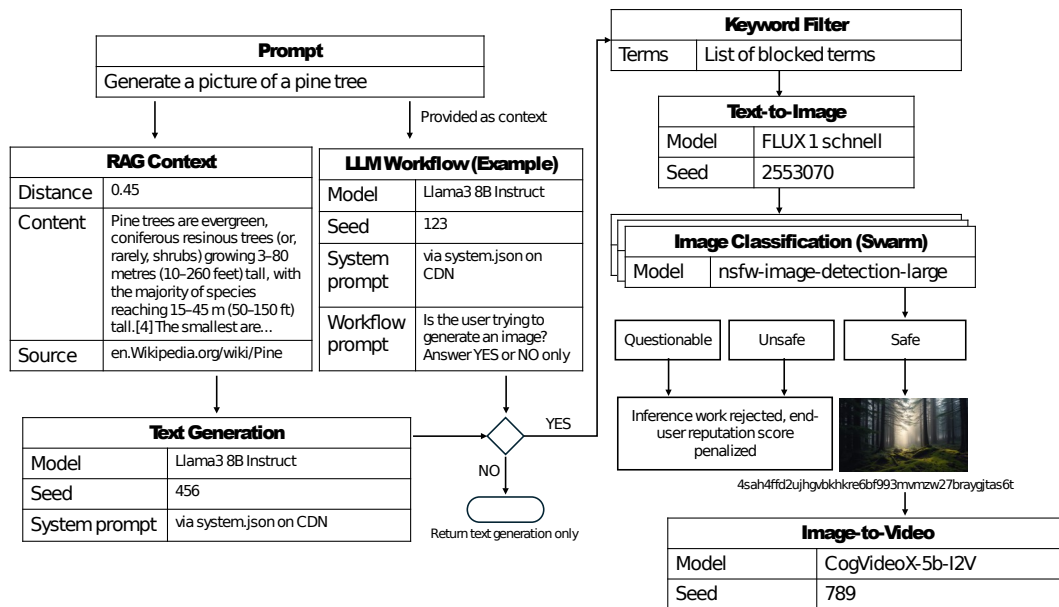 Prompt
Generate a picture of a pine tree
Provided as context
RAG Context
Distance 0.45
Content Pine trees are evergreen,
coniferous resinous trees (or,
rarely, shrubs) growing 3–80
metres (10–260 feet) tall, with
the majority of species
reaching 15–45 m (50–150 ft)
tall.[4] The smallest are…
Source en.Wikipedia.org/wiki/Pine
LLM Workflow (Example)
Model Llama3 8B Instruct
Seed 123
System prompt via system.json on
CDN
Workflow prompt Is the user trying to
generate an image?
Answer YES or NO only
Text Generation
Model Llama3 8B Instruct
Seed 456
System prompt via system.json on CDN
YES
NO
Return text generation only
Keyword Filter
Terms List of blocked terms
Text-to-Image
Model FLUX 1 schnell
Seed 2553070
Image Classification (Swarm)
Model nsfw-image-detection-large
Questionable
Unsafe
Safe
Inference work rejected, end-
user reputation score
penalized
4sah4ffd2ujhgvbkhkre6bf993mvmzw27braygjtas6t
Image-to-Video
Model CogVideoX-5b-I2V
Seed 789